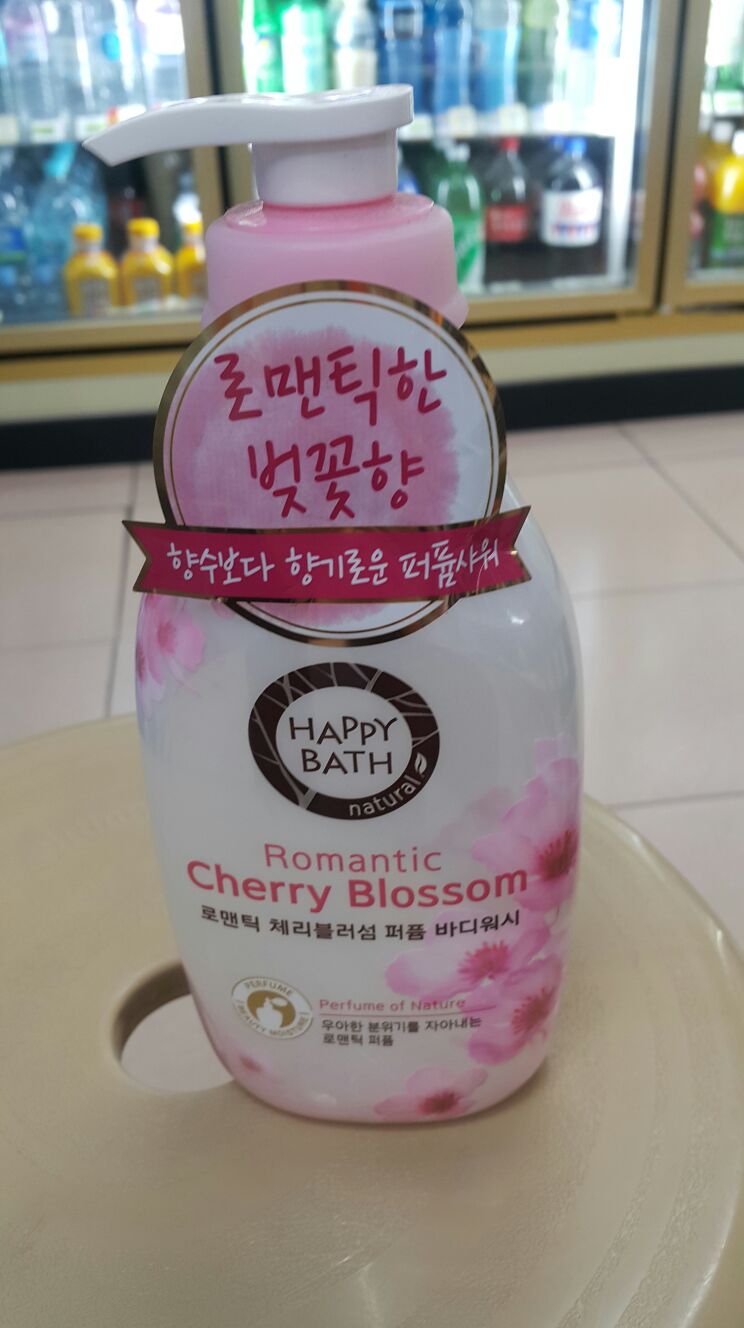 로맨틱한
벚꽃향
향수보다 향기로운 퍼퓸샤워
HAPPY
BATH
natural
Romantic
Cherry Blossom
로맨틱 체리블러섬 퍼퓸 바디워시
PERFUME
BEAUTY MOISTURE
Perfume of Nature
우아한 분위기를 자아내는
로맨틱 퍼퓸